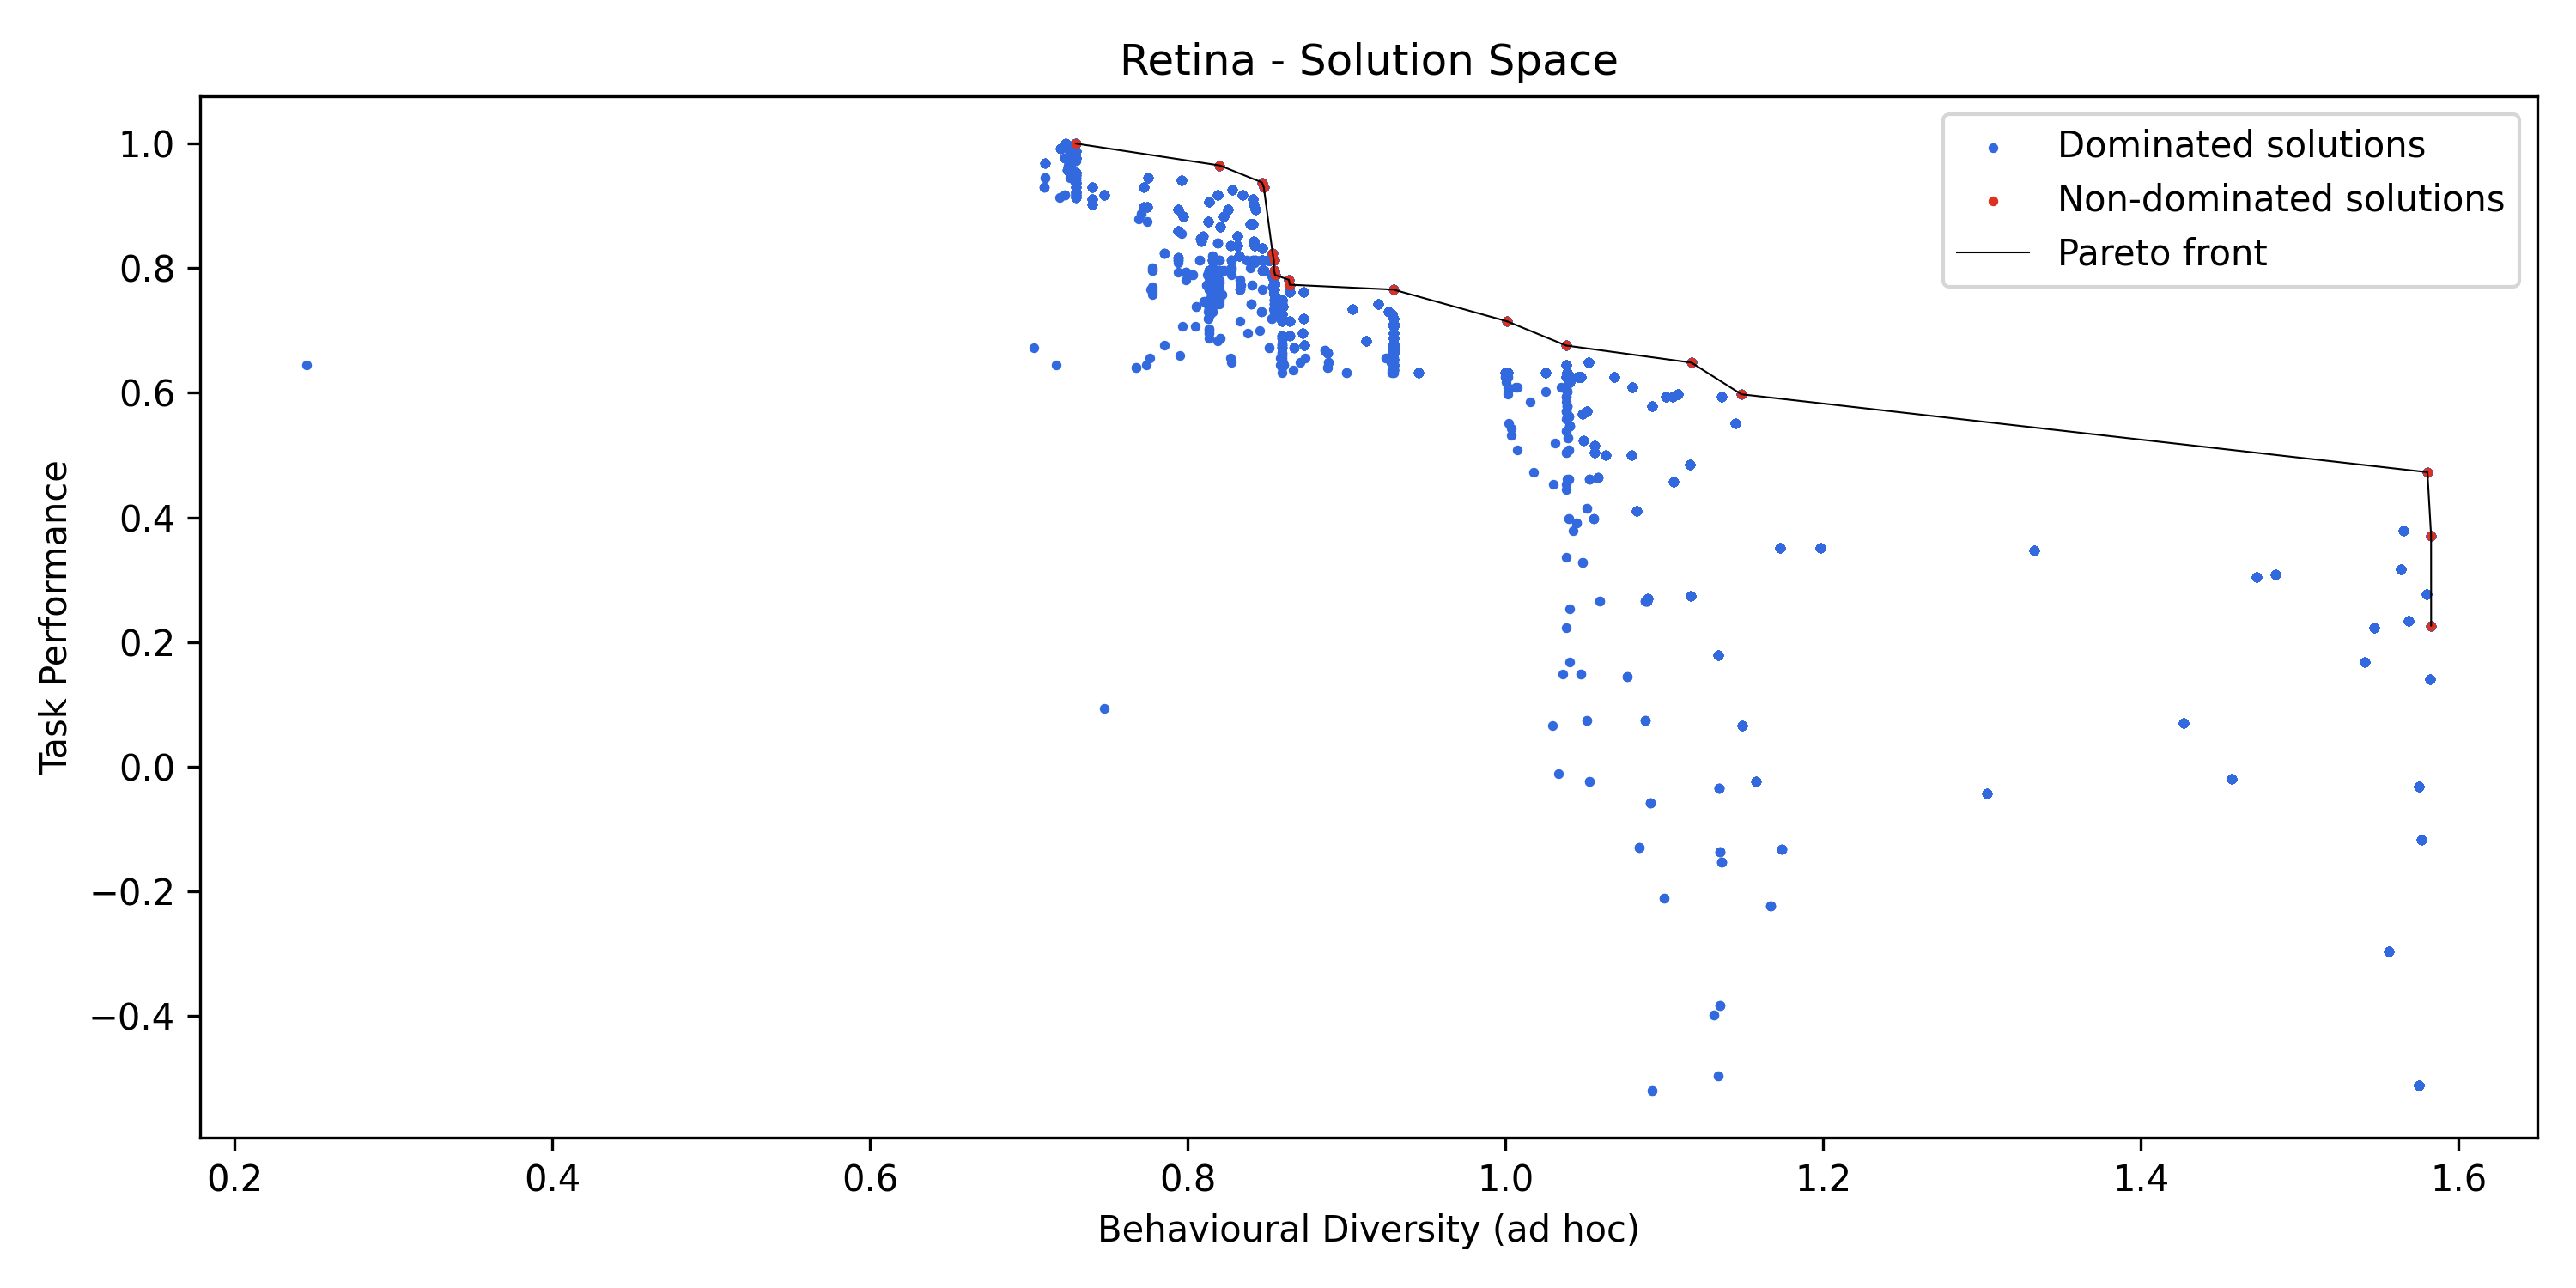 Retina - Solution Space
Dominated solutions
Non-dominated solutions
Pareto front
Task Performance
1.0
0.8
0.6
0.4
0.2
0.0
−0.2
−0.4
0.2 0.4 0.6 0.8 1.0 1.2 1.4 1.6
Behavioural Diversity (ad hoc)